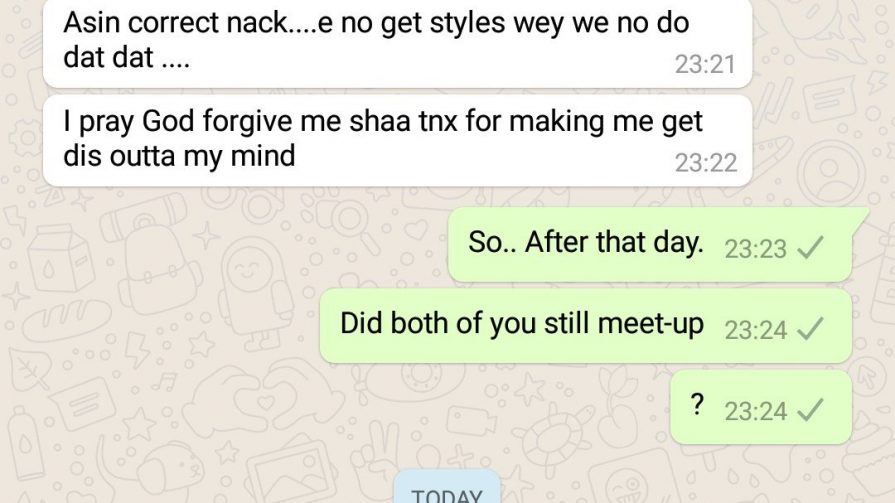 Asin correct nack....e no get styles wey we no do
dat dat ....
23:21
I pray God forgive me shaa tnx for making me get
dis outta my mind
23:22
So.. After that day. 23:23
Did both of you still meet-up 23:24
? 23:24
TODAY